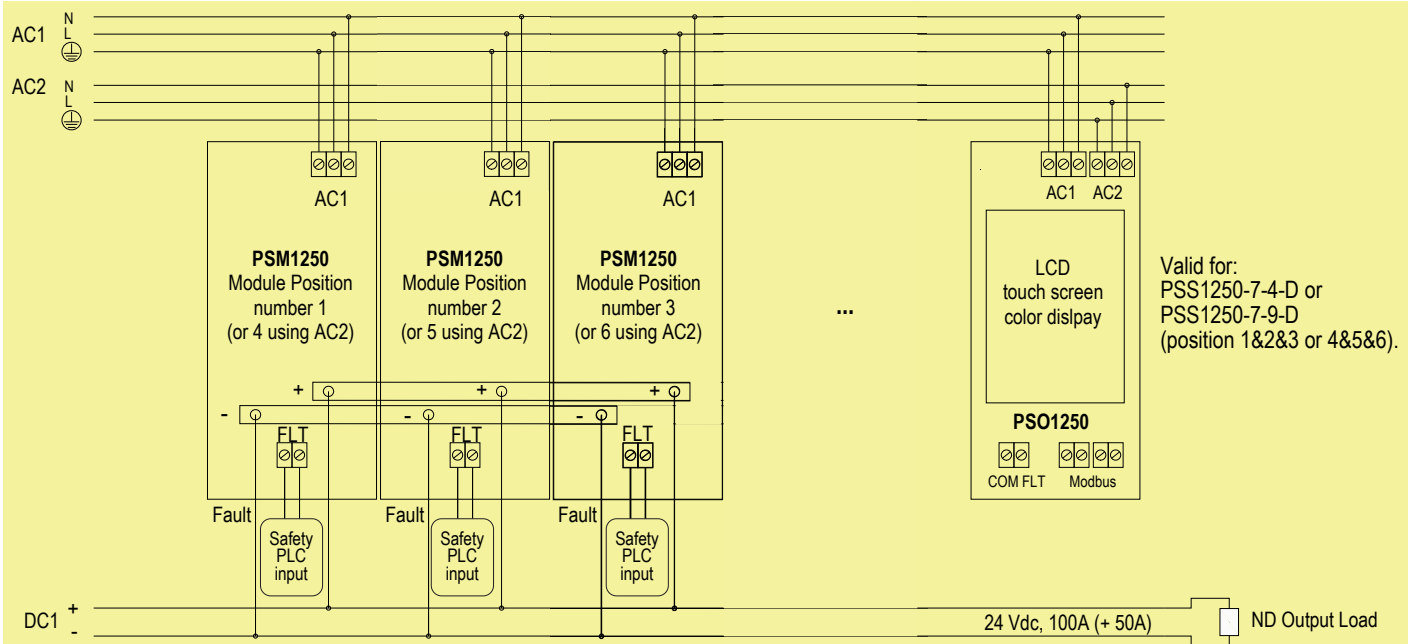 AC1
N
L
AC2
N
L
AC1
AC1
AC1
AC1 AC2
PSM1250
Module Position
number 1
(or 4 using AC2)
PSM1250
Module Position
number 2
(or 5 using AC2)
PSM1250
Module Position
number 3
(or 6 using AC2)
...
LCD
touch screen
color dislpay
Valid for:
PSS1250-7-4-D or
PSS1250-7-9-D
(position 1&2&3 or 4&5&6).
+
+
+
-
-
-
PSO1250
FLT
FLT
FLT
COM FLT
Modbus
Fault
Fault
Fault
Safety
PLC
input
Safety
PLC
input
Safety
PLC
input
DC1
+
-
24 Vdc, 100A (+ 50A)
ND Output Load